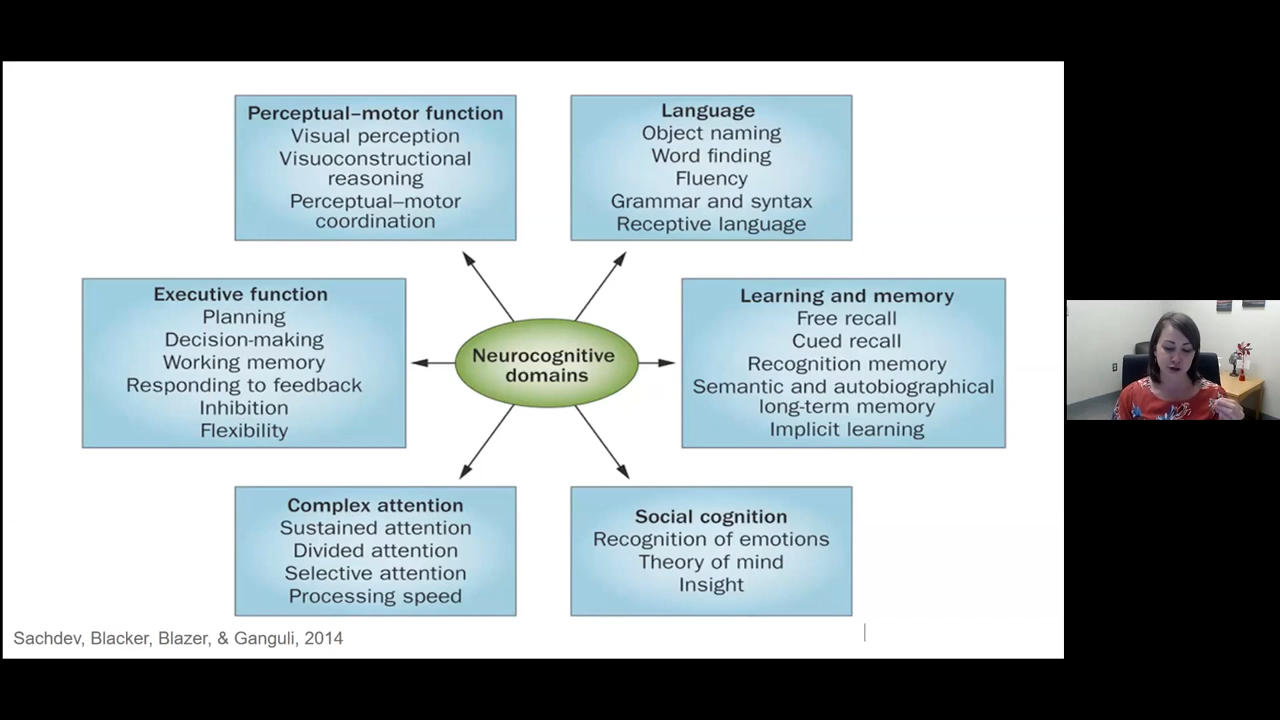 Perceptual–motor function
Visual perception
Visuoconstructional
reasoning
Perceptual–motor
coordination
Language
Object naming
Word finding
Fluency
Grammar and syntax
Receptive language
Executive function
Planning
Decision-making
Working memory
Responding to feedback
Inhibition
Flexibility
Neurocognitive
domains
Learning and memory
Free recall
Cued recall
Recognition memory
Semantic and autobiographical
long-term memory
Implicit learning
Complex attention
Sustained attention
Divided attention
Selective attention
Processing speed
Social cognition
Recognition of emotions
Theory of mind
Insight
Sachdev, Blacker, Blazer, & Ganguli, 2014